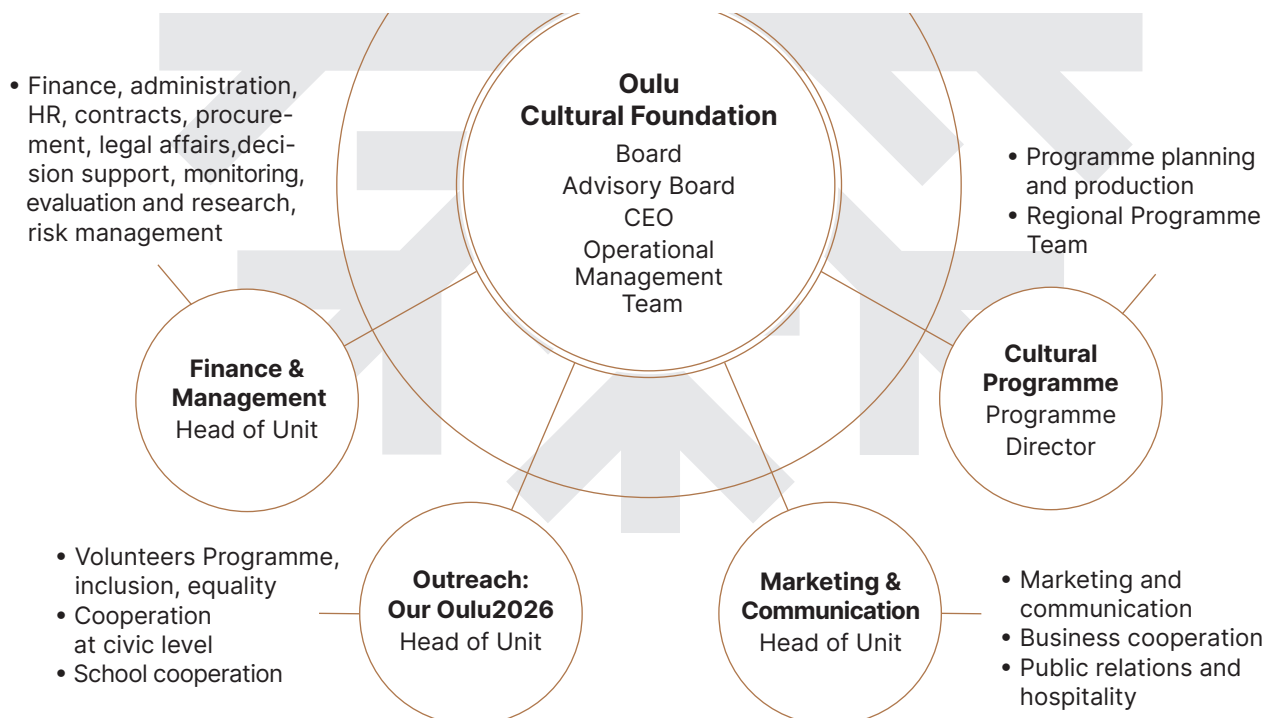 Oulu
Cultural Foundation
Board
Advisory Board
CEO
Operational
Management
Team
• Finance, administration,
HR, contracts, procure-
ment, legal affairs,deci-
sion support, monitoring,
evaluation and research,
risk management
Finance &
Management
Head of Unit
• Programme planning
and production
• Regional Programme
Team
Cultural
Programme
Programme
Director
• Volunteers Programme,
inclusion, equality
• Cooperation
at civic level
• School cooperation
Outreach:
Our Oulu2026
Head of Unit
Marketing &
Communication
Head of Unit
• Marketing and
communication
• Business cooperation
• Public relations and
hospitality